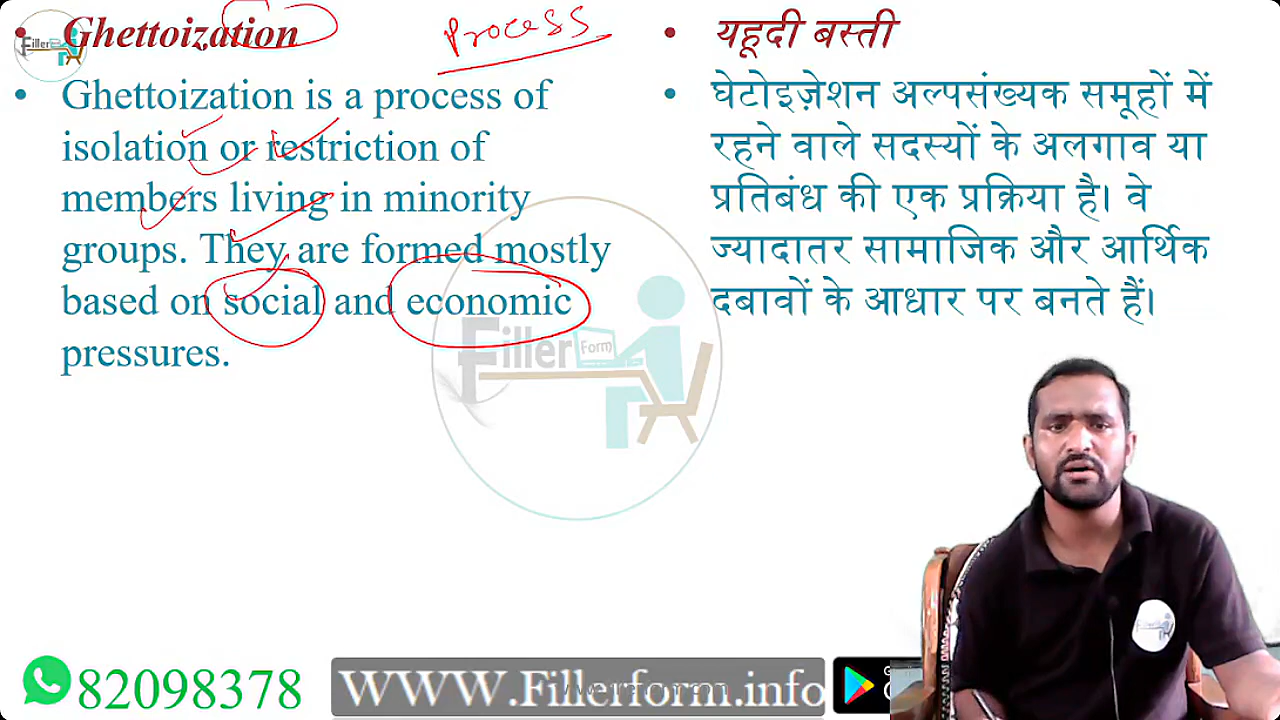 Ghettoization
Process
Ghettoization is a process of
isolation or restriction of
members living in minority
groups. They are formed mostly
based on social and economic
pressures.
यहूदी बस्ती
घेटोइज़ेशन अल्पसंख्यक समूहों में
रहने वाले सदस्यों के अलगाव या
प्रतिबंध की एक प्रक्रिया है। वे
ज्यादातर सामाजिक और आर्थिक
दबावों के आधार पर बनते हैं।
Filler Form
82098378
www.Fillerform.info